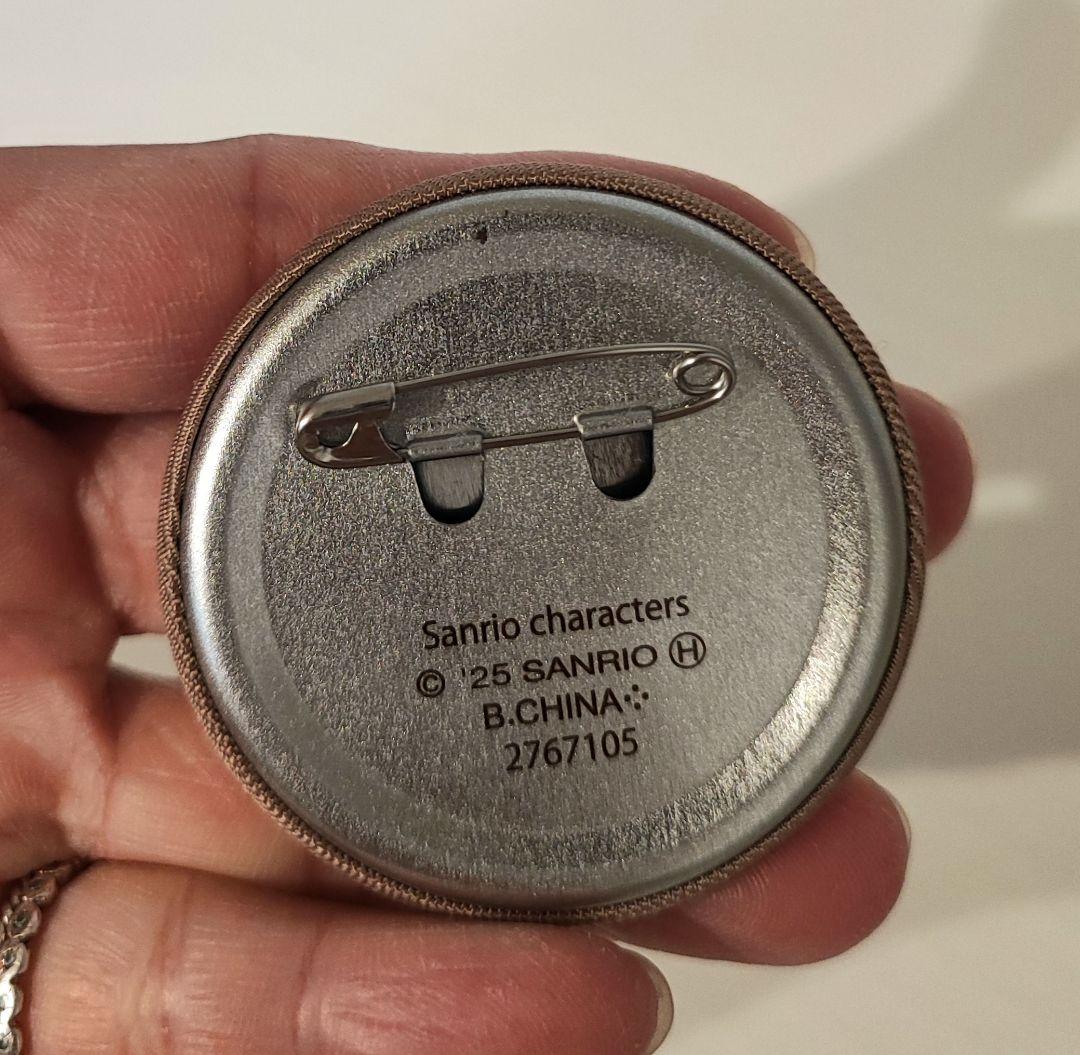 Sanrio characters
© '25 SANRIO Ⓗ
B.CHINA⁘
2767105